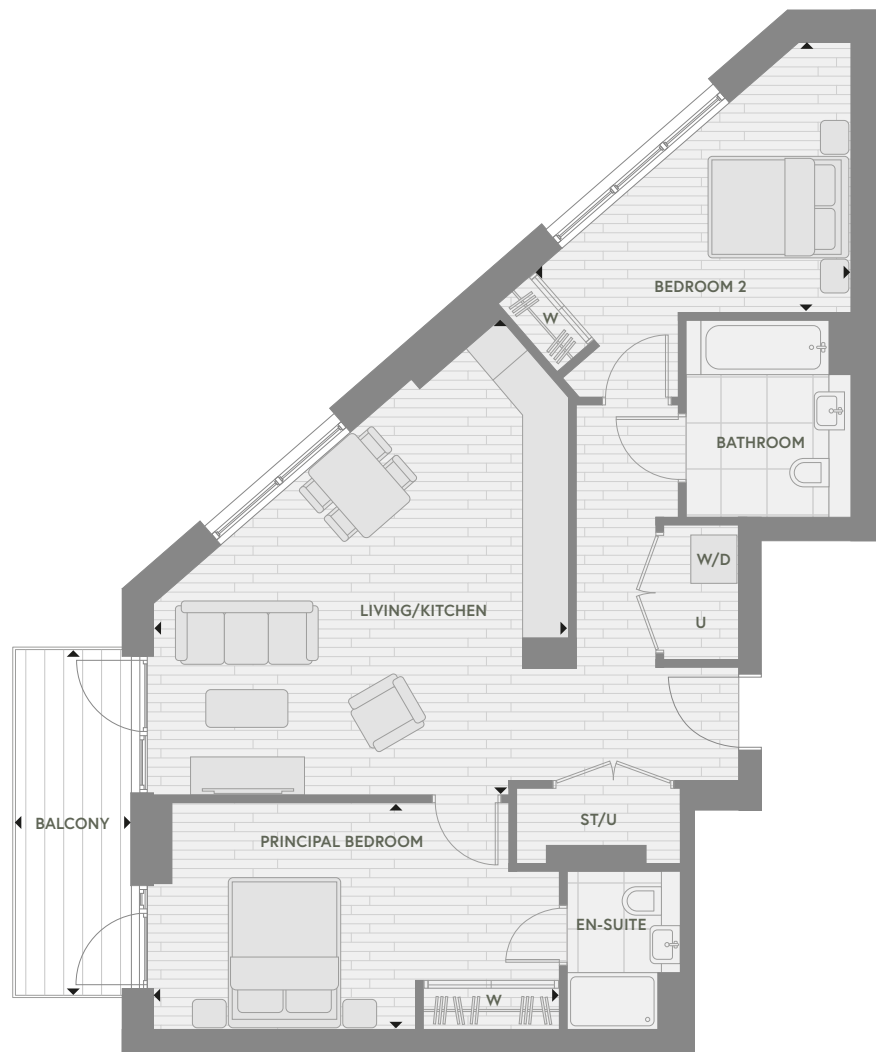 BEDROOM 2
W
BATHROOM
W/D
LIVING/KITCHEN
U
ST/U
BALCONY
PRINCIPAL BEDROOM
EN-SUITE
W